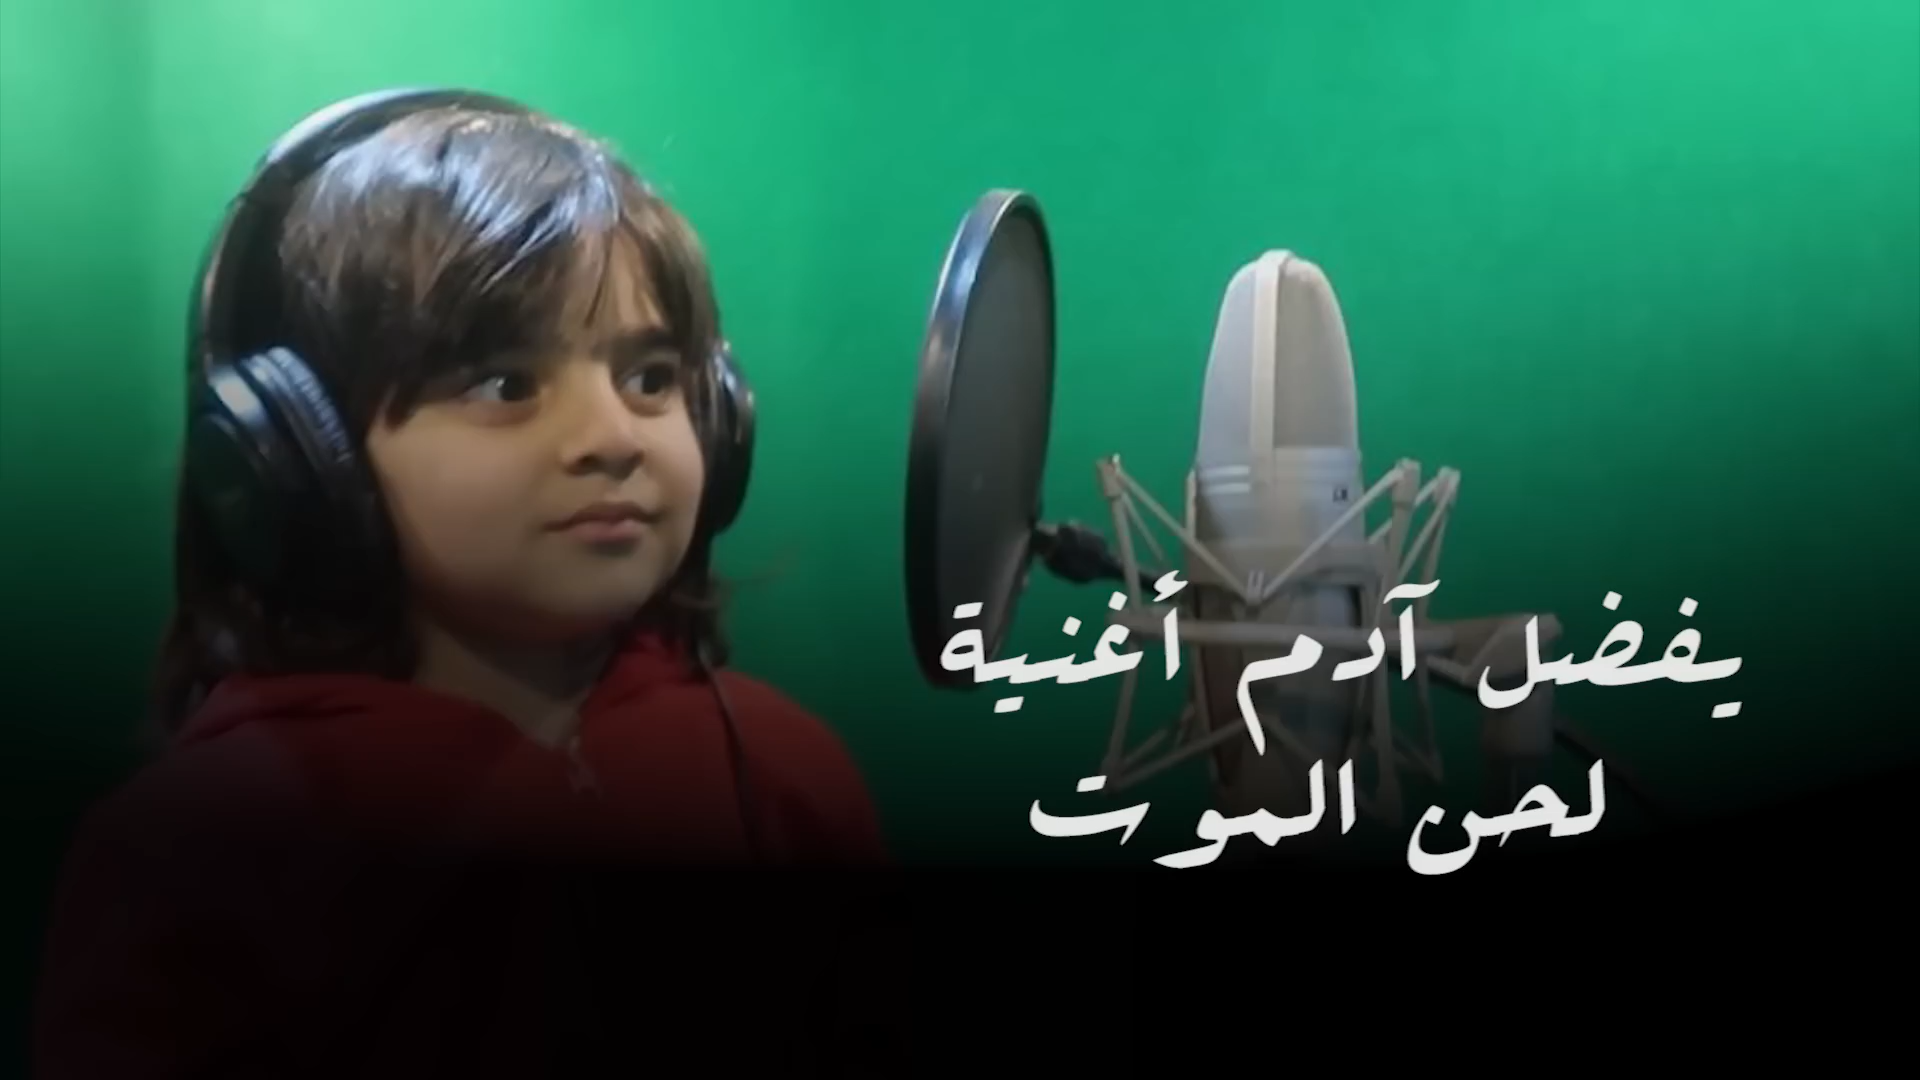 يفضل آدم أغنية
لحن الموت